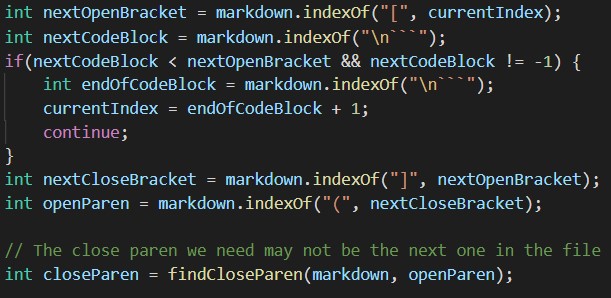 int nextOpenBracket = markdown.indexOf("[", currentIndex);
int nextCodeBlock = markdown.indexOf("\n```");
if(nextCodeBlock < nextOpenBracket && nextCodeBlock != -1) {
    int endOfCodeBlock = markdown.indexOf("\n```");
    currentIndex = endOfCodeBlock + 1;
    continue;
}
int nextCloseBracket = markdown.indexOf("]", nextOpenBracket);
int openParen = markdown.indexOf("(", nextCloseBracket);

// The close paren we need may not be the next one in the file
int closeParen = findCloseParen(markdown, openParen);